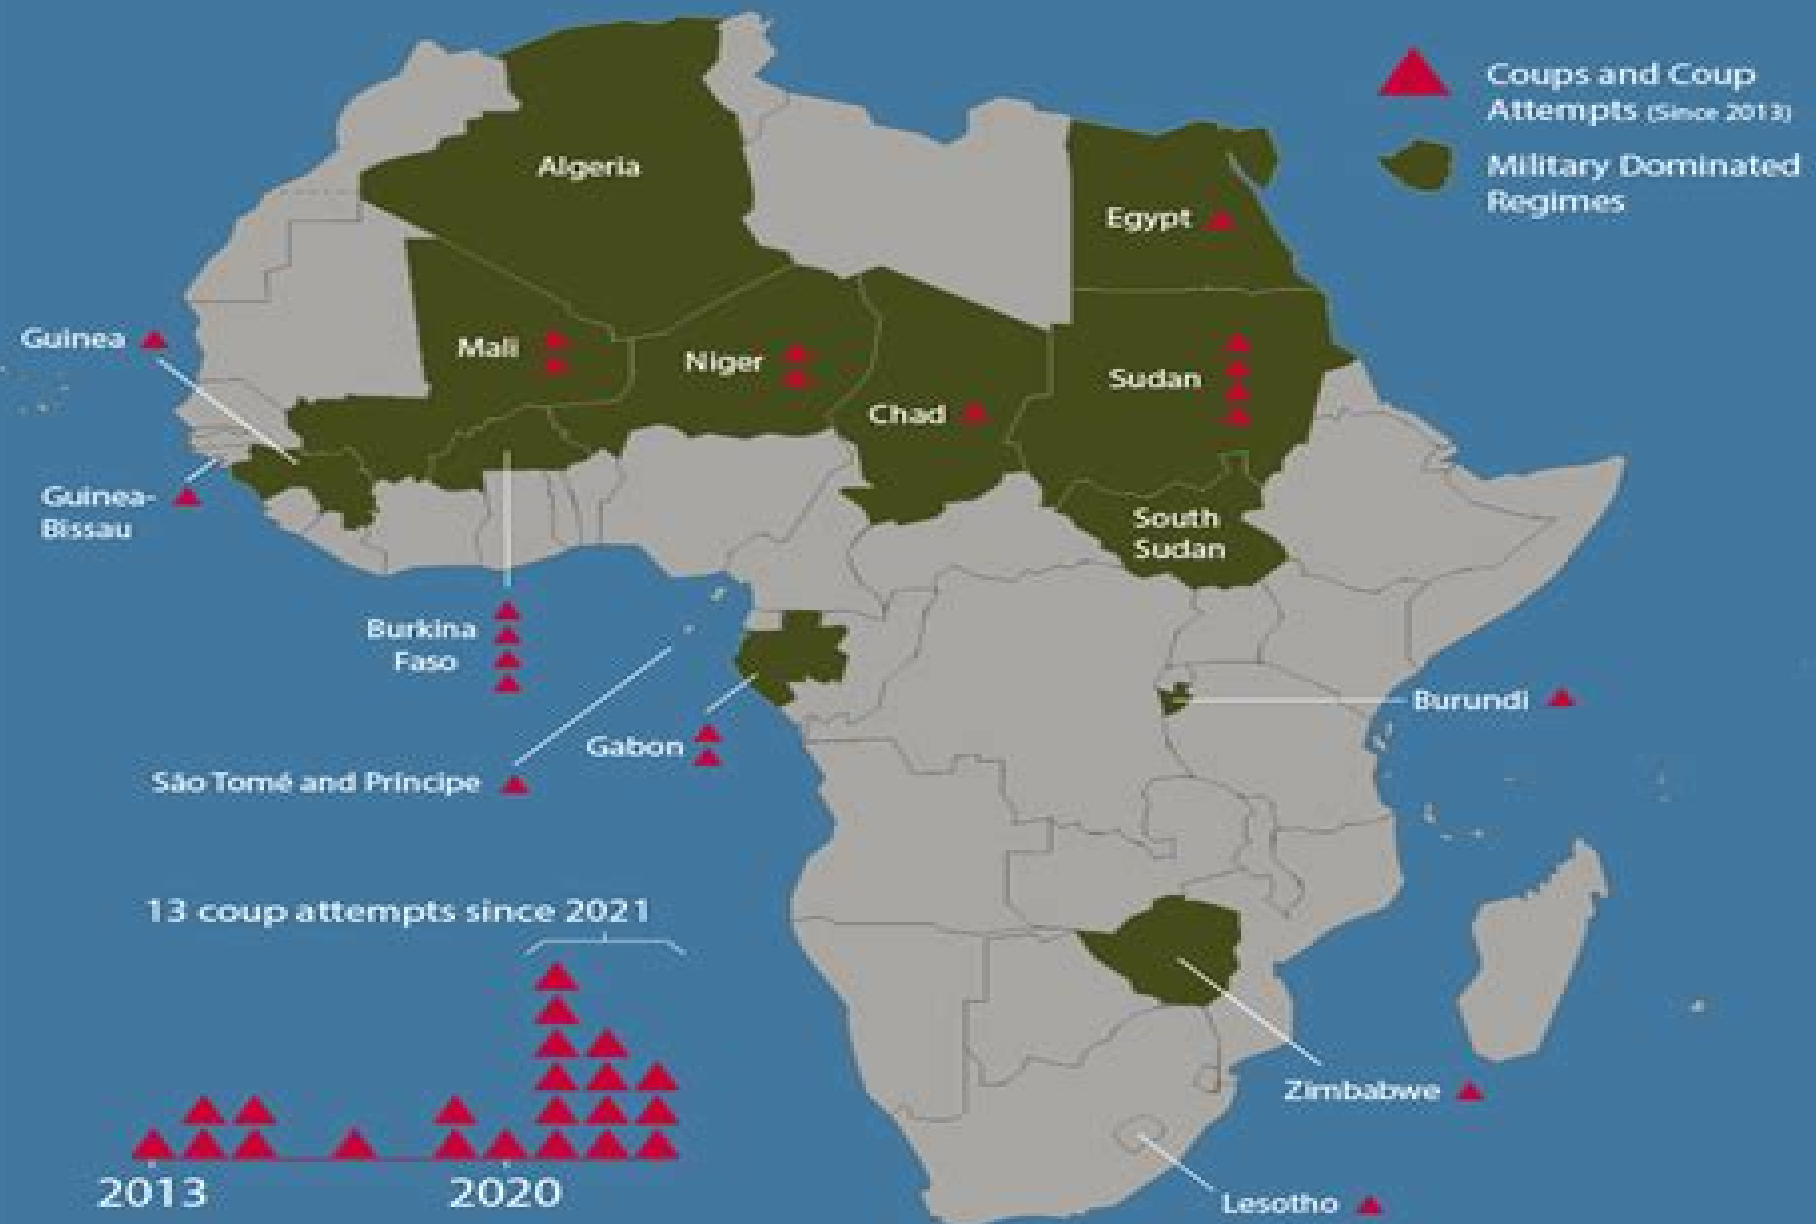 Coups and Coup
Attempts (Since 2013)
Military Dominated
Regimes
Algeria
Egypt
Guinea
Mali
Niger
Sudan
Chad
Guinea-
Bissau
South
Sudan
Burkina
Faso
Burundi
Gabon
São Tomé and Príncipe
13 coup attempts since 2021
Zimbabwe
2013
2020
Lesotho